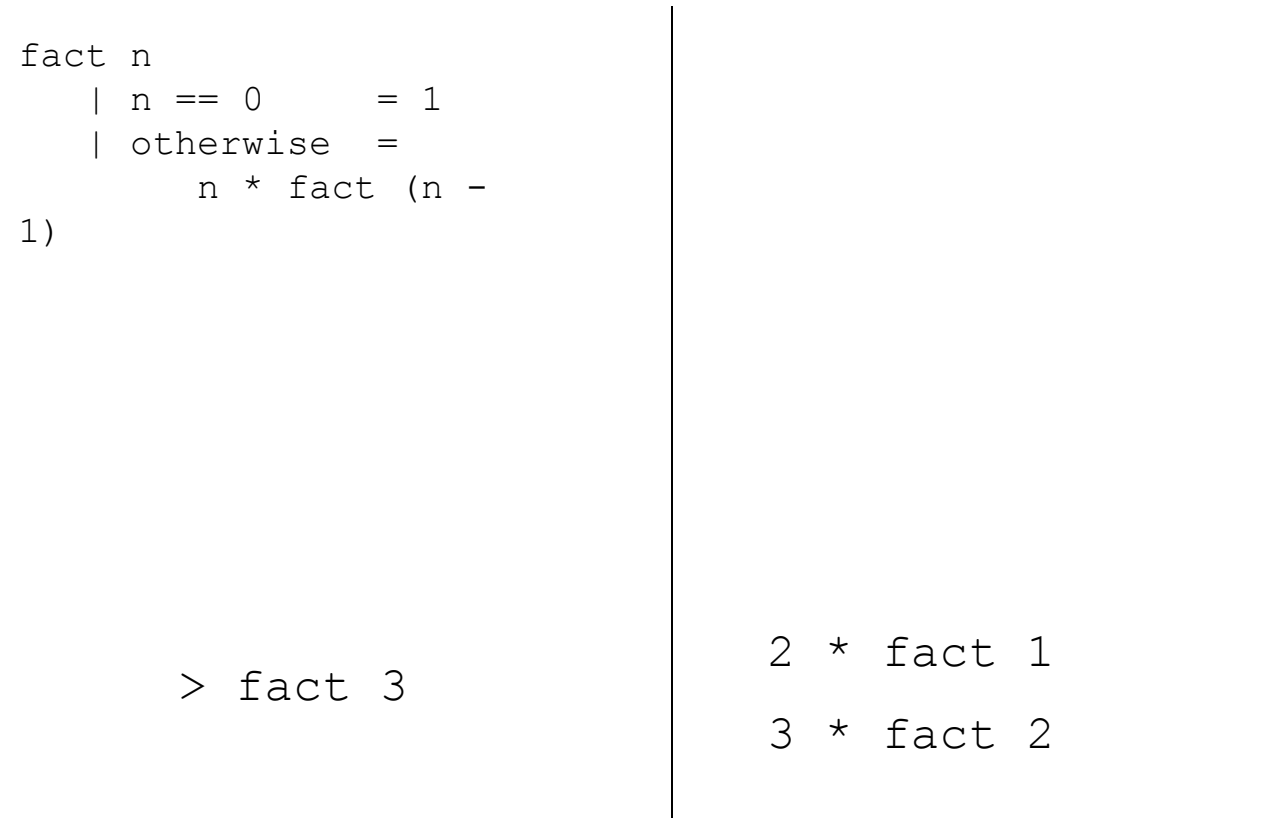 fact n
   | n == 0     = 1
   | otherwise  =
        n * fact (n -
1)
> fact 3
2 * fact 1
3 * fact 2